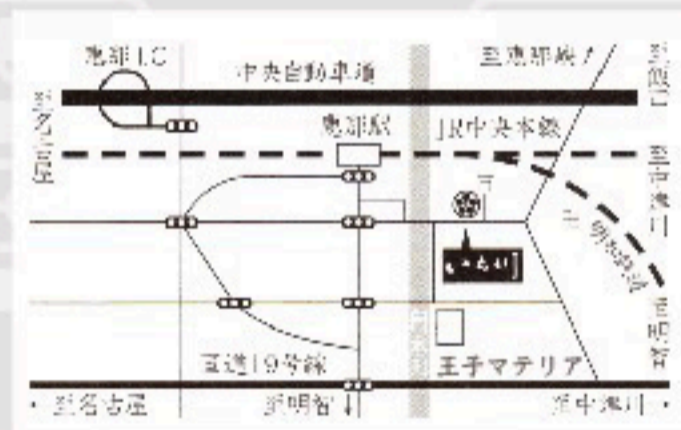 恵那I.C
中央自動車道
至恵那峡
至飯田
至名古屋
恵那駅
JR中央本線
至中津川
明知鉄道
至明智
国道19号線
王子マテリア
至名古屋
至明智↓
至中津川